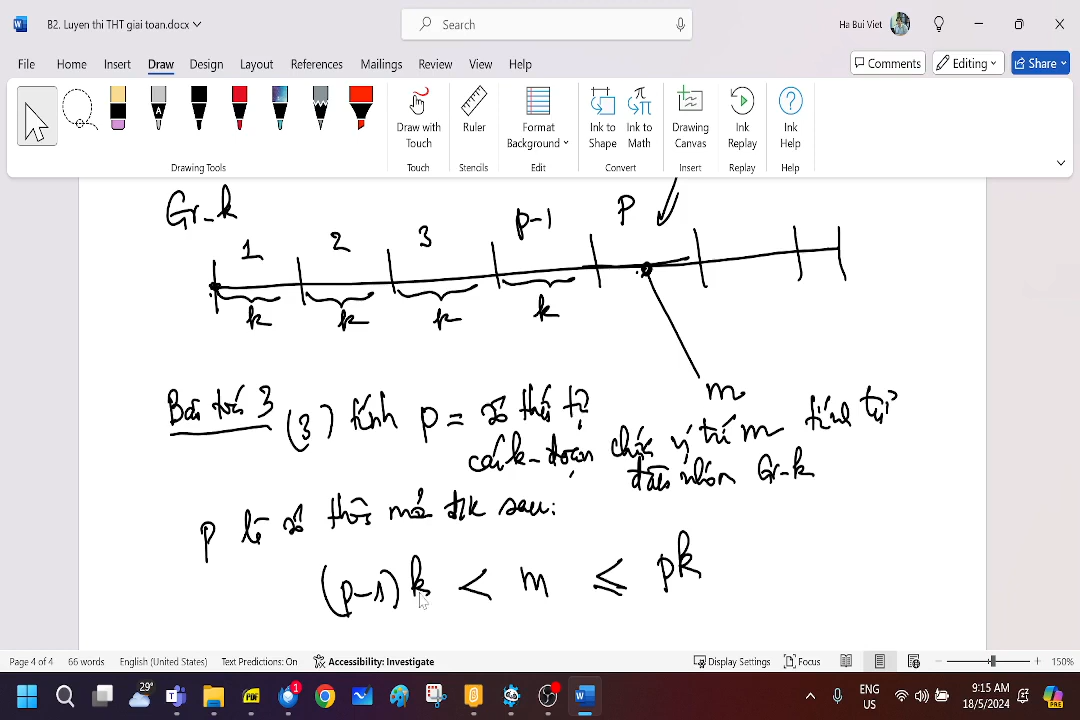 B2. Luyen thi THT giai toan.docx
Search
Ha Bui Viet
File Home Insert Draw Design Layout References Mailings Review View Help
Comments Editing Share
Draw with Touch
Ruler
Format Background
Ink to Shape
Ink to Math
Drawing Canvas
Ink Replay
Ink Help
Drawing Tools Touch Stencils Edit Convert Insert Replay Help
Gr_k
1 2 3 p-1 p
k k k k
m
Bài toán 3 (3) tính p = số thứ tự
các k-đoạn chứa vị trí m tính từ
đầu nhóm Gr-k
p là số thỏa mãn đk sau:
(p-1)k < m ≤ pk
Page 4 of 4 66 words English (United States) Text Predictions: On Accessibility: Investigate Display Settings Focus 150%
29°
1
PRE
ENG
US
9:15 AM
18/5/2024
PRE